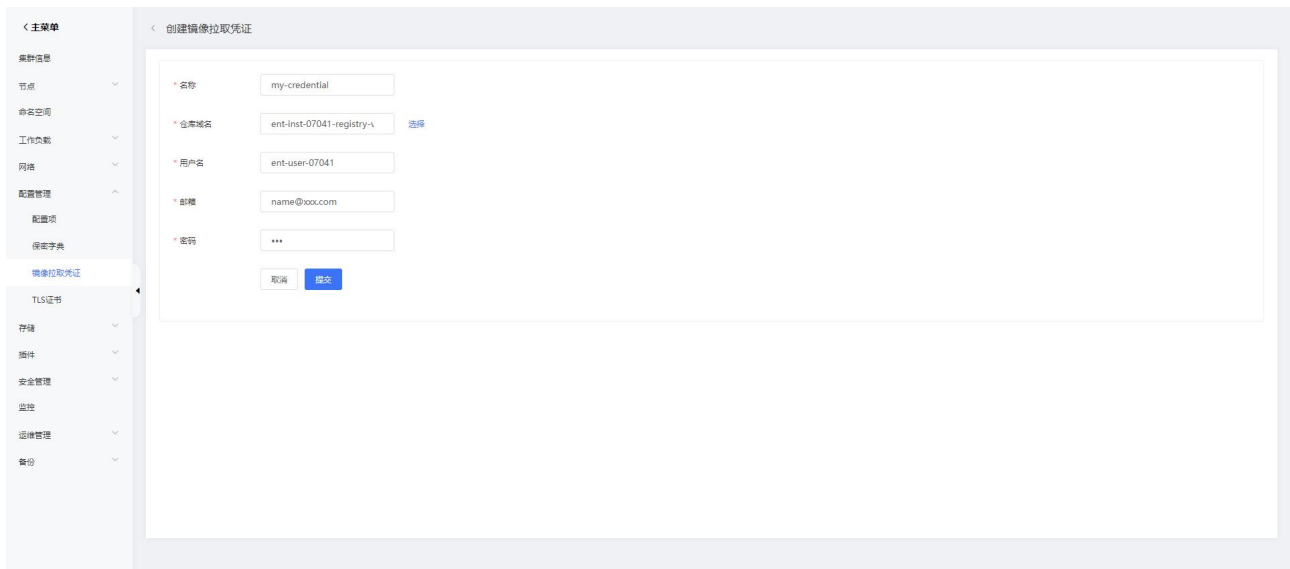 主菜单
集群信息
节点
命名空间
工作负载
网络
配置管理
配置项
保密字典
镜像拉取凭证
TLS证书
存储
插件
安全管理
监控
运维管理
备份
创建镜像拉取凭证
* 名称 my-credential
* 仓库域名 ent-inst-07041-registry-v 选择
* 用户名 ent-user-07041
* 邮箱 name@xxx.com
* 密码 •••
取消 提交